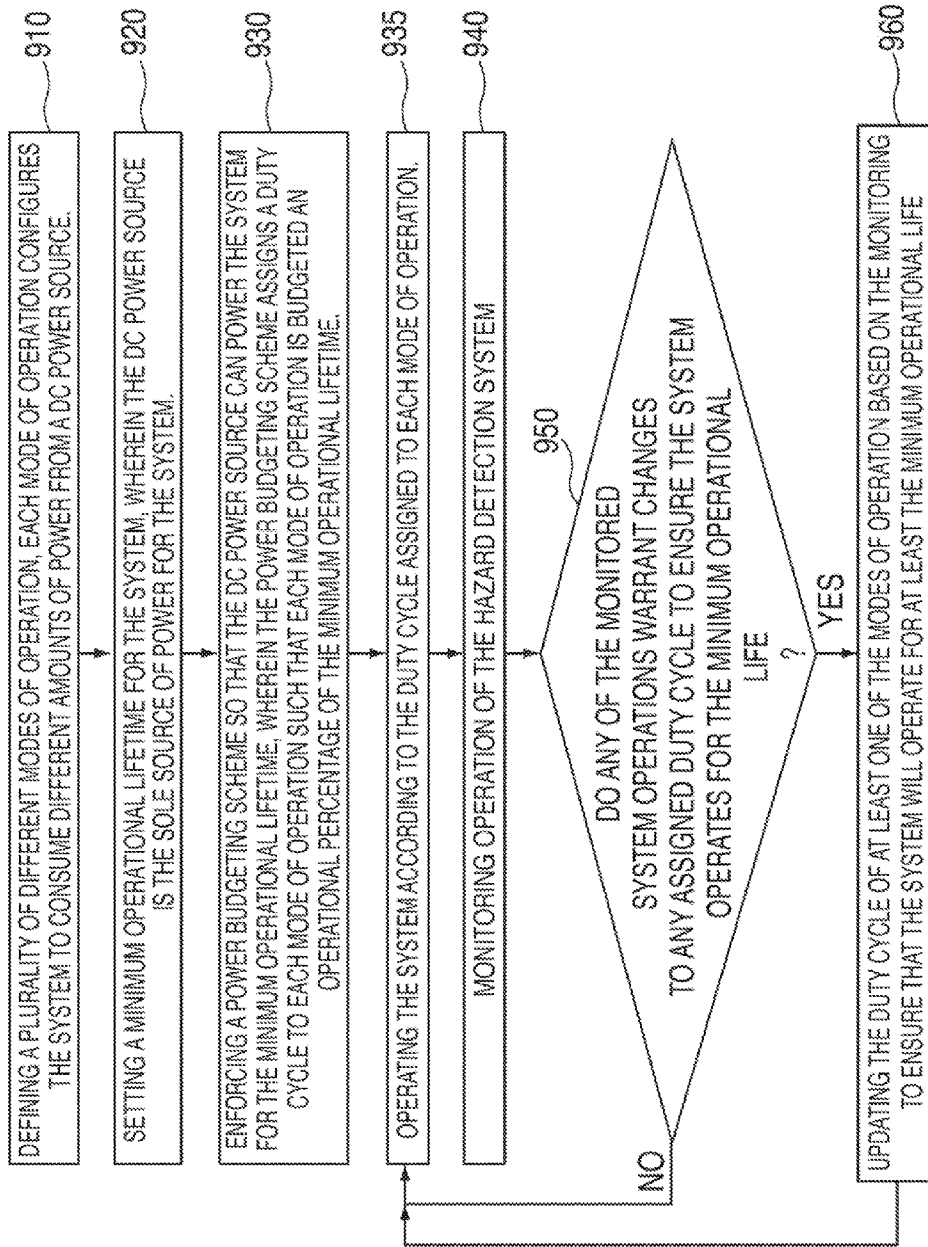 DEFINING A PLURALITY OF DIFFERENT MODES OF OPERATION, EACH MODE OF OPERATION CONFIGURES
THE SYSTEM TO CONSUME DIFFERENT AMOUNTS OF POWER FROM A DC POWER SOURCE.
910
SETTING A MINIMUM OPERATIONAL LIFETIME FOR THE SYSTEM, WHEREIN THE DC POWER SOURCE
IS THE SOLE SOURCE OF POWER FOR THE SYSTEM.
920
ENFORCING A POWER BUDGETING SCHEME SO THAT THE DC POWER SOURCE CAN POWER THE SYSTEM
FOR THE MINIMUM OPERATIONAL LIFETIME, WHEREIN THE POWER BUDGETING SCHEME ASSIGNS A DUTY
CYCLE TO EACH MODE OF OPERATION SUCH THAT EACH MODE OF OPERATION IS BUDGETED AN
OPERATIONAL PERCENTAGE OF THE MINIMUM OPERATIONAL LIFETIME.
930
OPERATING THE SYSTEM ACCORDING TO THE DUTY CYCLE ASSIGNED TO EACH MODE OF OPERATION.
935
MONITORING OPERATION OF THE HAZARD DETECTION SYSTEM
940
950
DO ANY OF THE MONITORED
SYSTEM OPERATIONS WARRANT CHANGES
TO ANY ASSIGNED DUTY CYCLE TO ENSURE THE SYSTEM
OPERATES FOR THE MINIMUM OPERATIONAL
LIFE
?
NO
YES
UPDATING THE DUTY CYCLE OF AT LEAST ONE OF THE MODES OF OPERATION BASED ON THE MONITORING
TO ENSURE THAT THE SYSTEM WILL OPERATE FOR AT LEAST THE MINIMUM OPERATIONAL LIFE
960